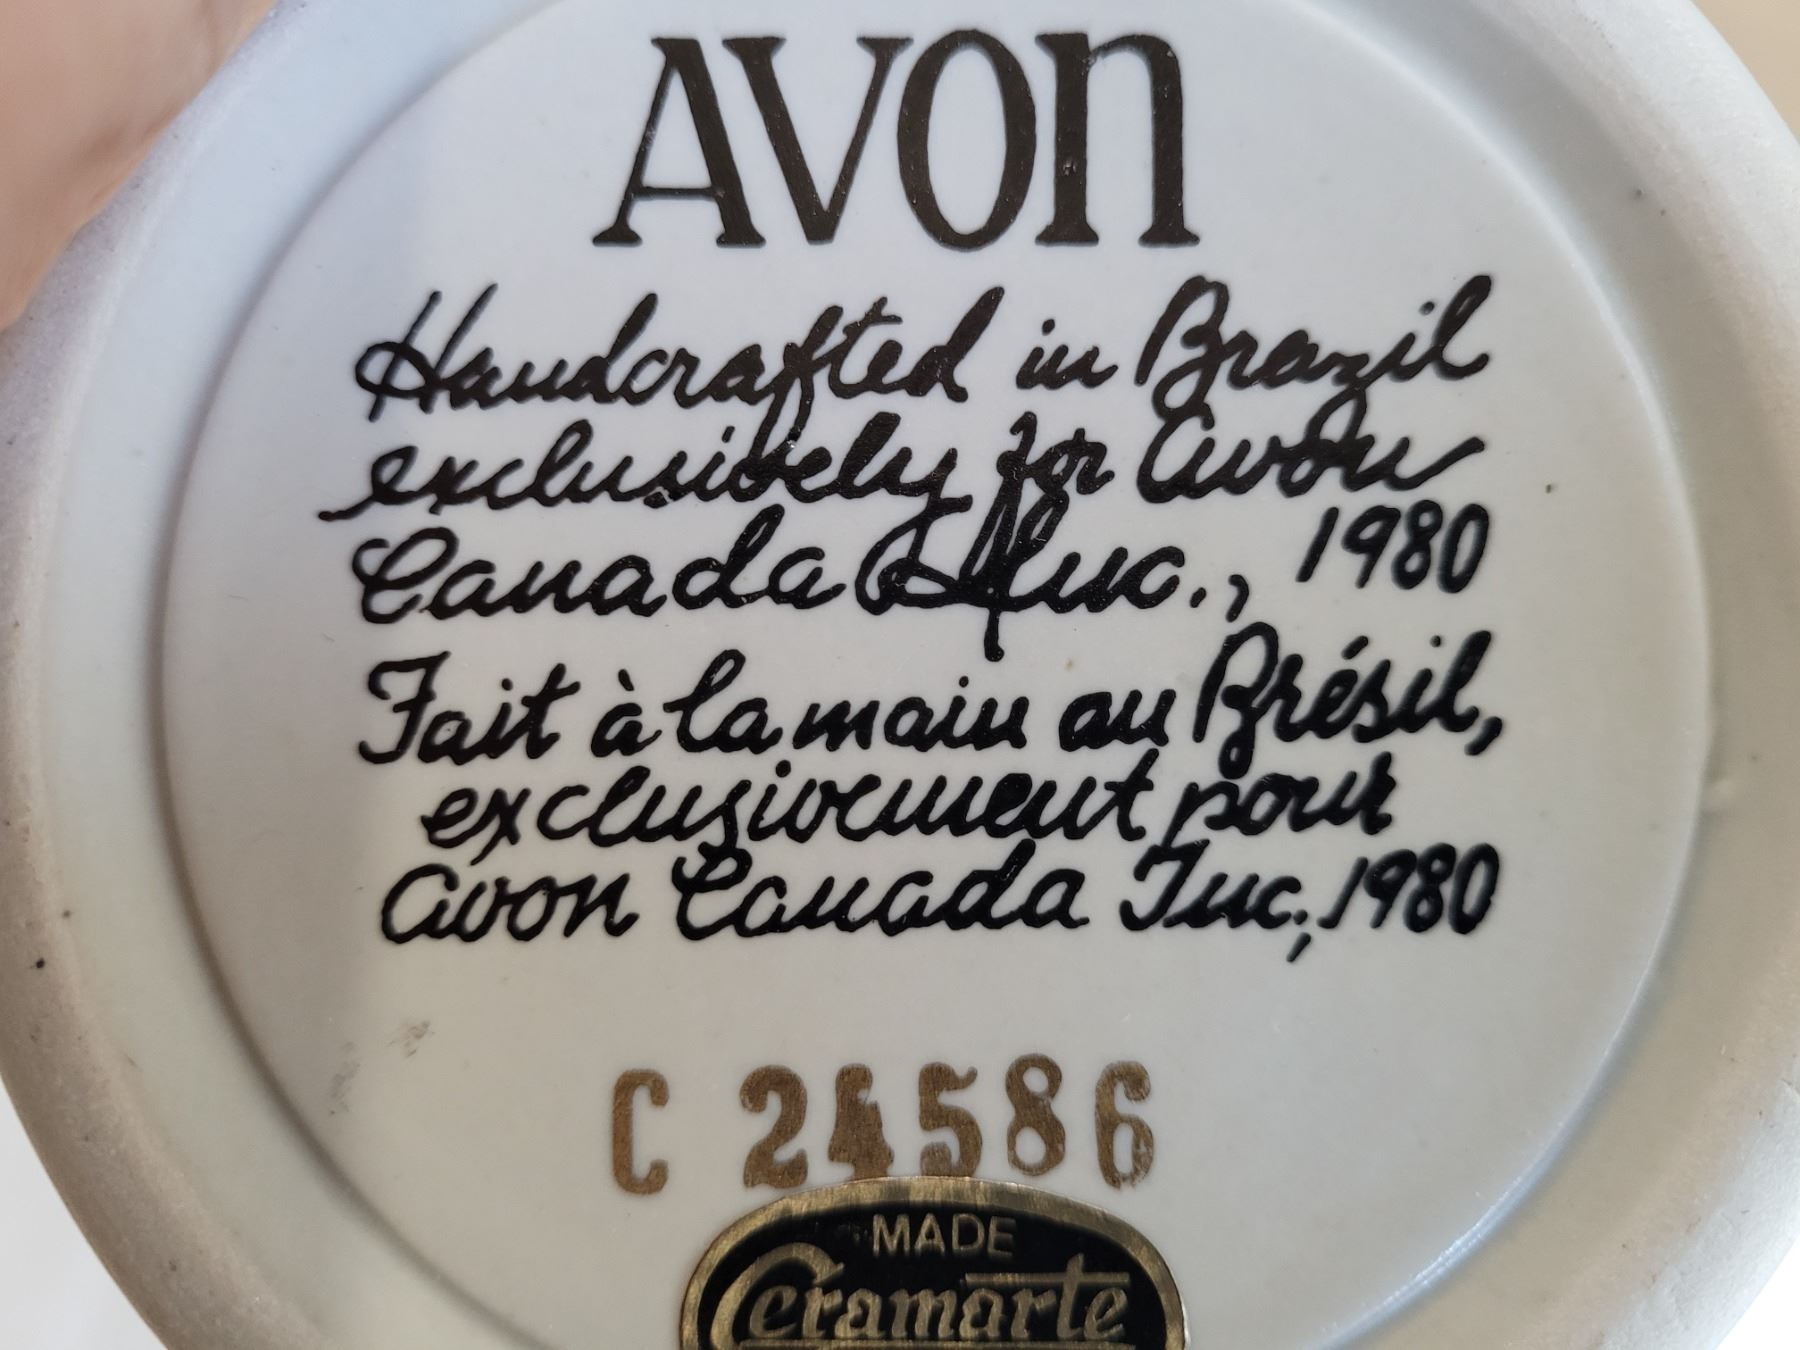 AVON
Handcrafted in Brazil
exclusively for Avon
Canada Inc., 1980
Fait à la main au Brésil,
exclusivement pour
Avon Canada Inc., 1980
C 24586
MADE
Ceramarte